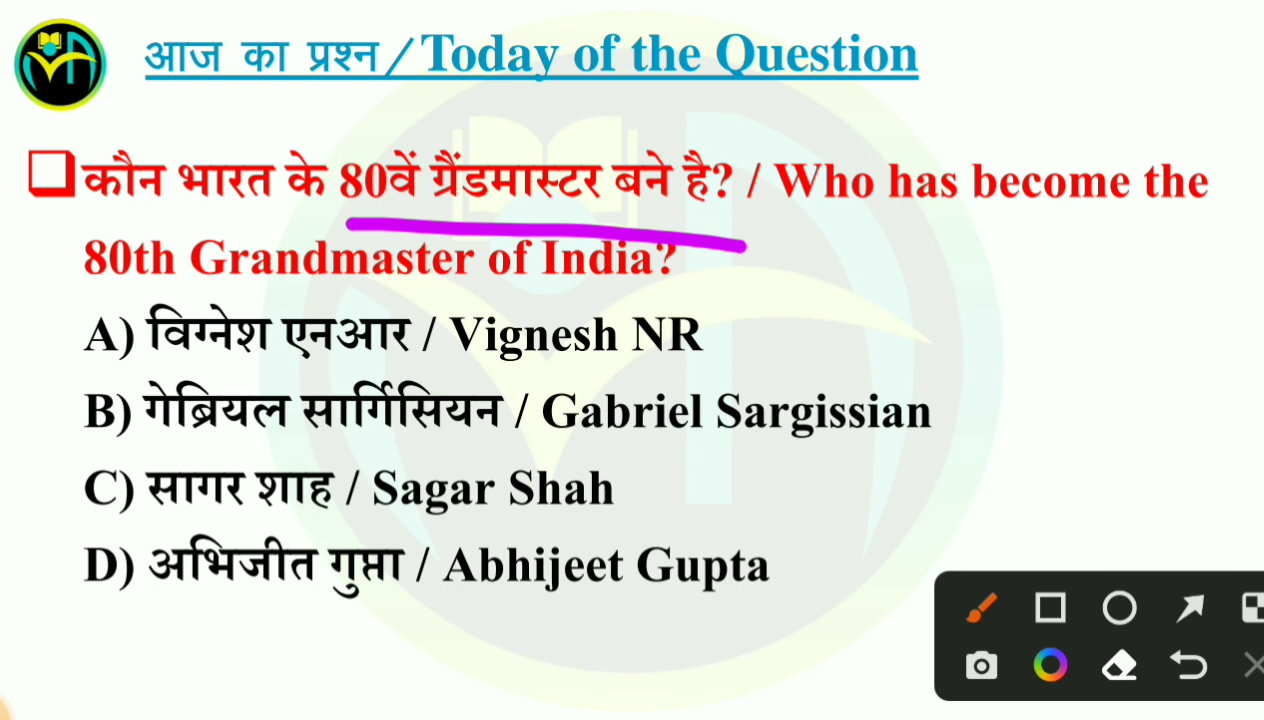 आज का प्रश्न / Today of the Question
कौन भारत के 80वें ग्रैंडमास्टर बने है? / Who has become the
80th Grandmaster of India?
A) विग्नेश एनआर / Vignesh NR
B) गेब्रियल सार्गिसियन / Gabriel Sargissian
C) सागर शाह / Sagar Shah
D) अभिजीत गुप्ता / Abhijeet Gupta